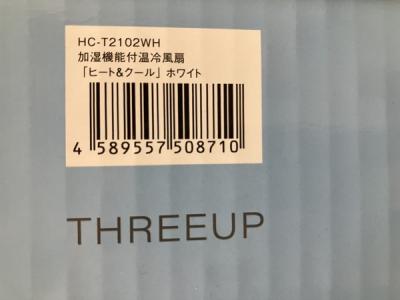 HC-T2102WH
加湿機能付温冷風扇
「ヒート&クール」ホワイト
4 589557 508710
THREEUP